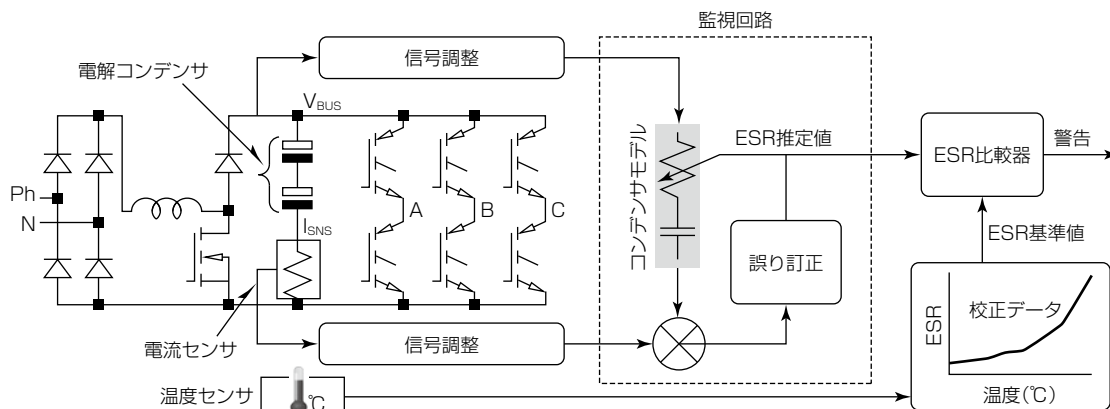 監視回路
信号調整
電解コンデンサ
V_BUS
コンデンサモデル
ESR推定値
ESR比較器
警告
Ph
N
A
B
C
I_SNS
誤り訂正
ESR基準値
電流センサ
信号調整
ESR
校正データ
温度(℃)
温度センサ
℃